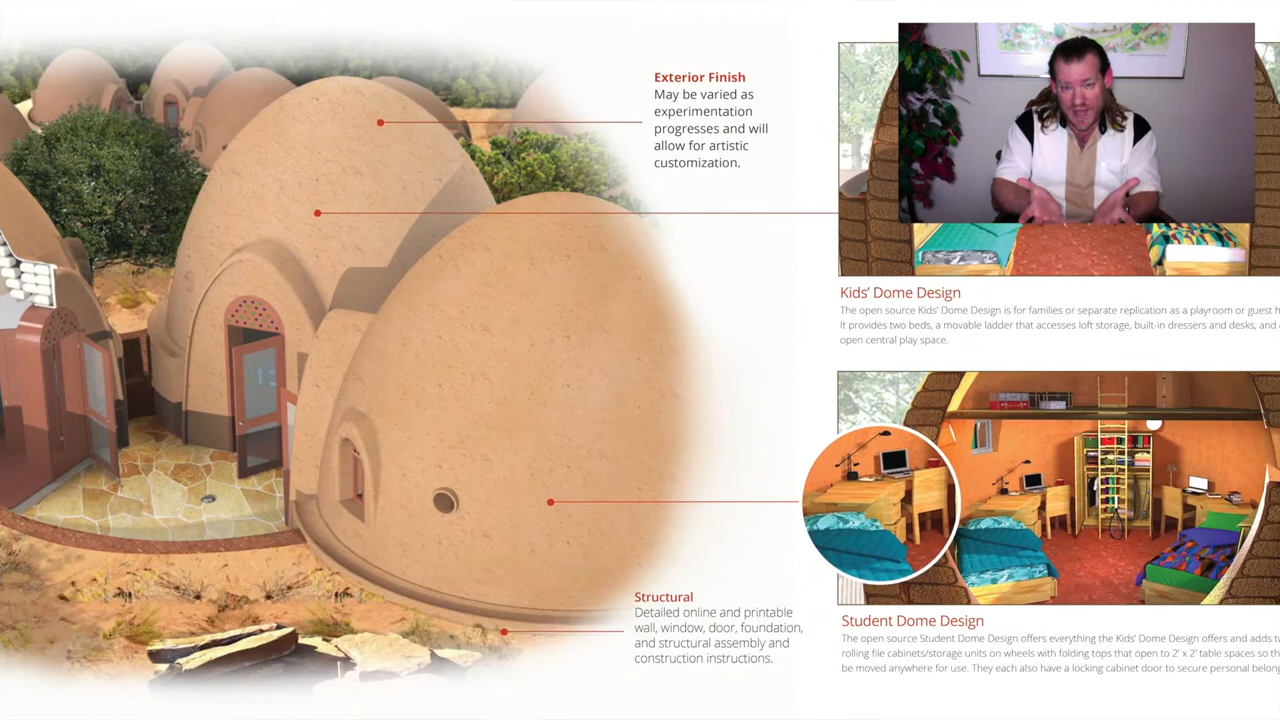 Exterior Finish
May be varied as
experimentation
progresses and will
allow for artistic
customization.
Kids' Dome Design
The open source Kids' Dome Design is for families or separate replication as a playroom or guest
It provides two beds, a movable ladder that accesses loft storage, built-in dressers and desks, and
open central play space.
Structural
Detailed online and printable
wall, window, door, foundation,
and structural assembly and
construction instructions.
Student Dome Design
The open source Student Dome Design offers everything the Kids' Dome Design offers and adds
rolling file cabinets/storage units on wheels with folding tops that open to 2' x 2' table spaces so
be moved anywhere for use. They each also have a locking cabinet door to secure personal